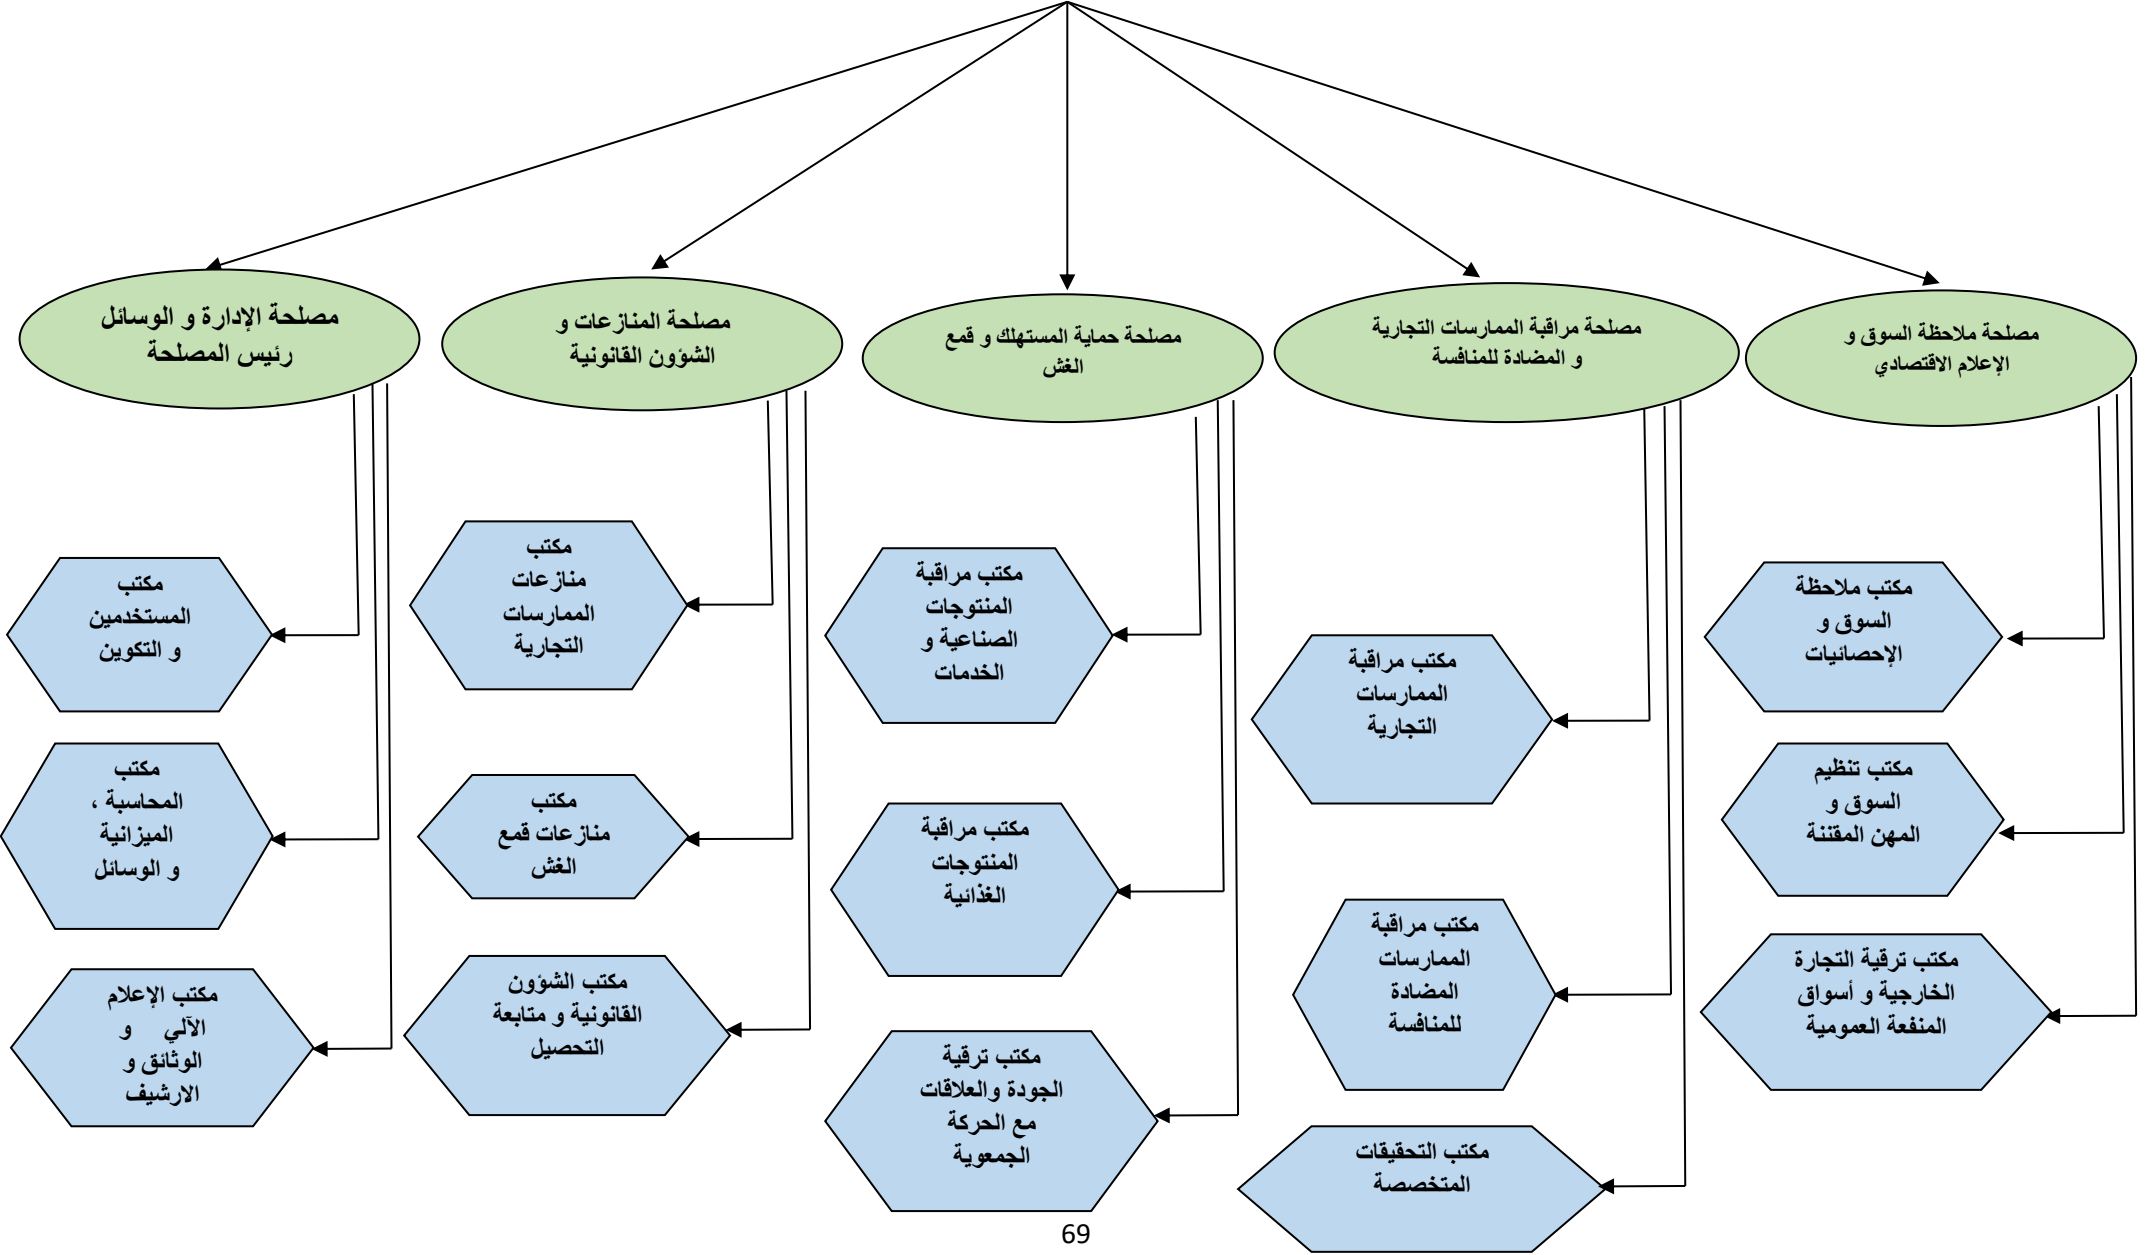 مصلحة ملاحظة السوق و
الإعلام الاقتصادي
مصلحة مراقبة الممارسات التجارية
و المضادة للمنافسة
مصلحة حماية المستهلك و قمع
الغش
مصلحة المنازعات و
الشؤون القانونية
مصلحة الإدارة و الوسائل
رئيس المصلحة
مكتب ملاحظة
السوق و
الإحصائيات
مكتب تنظيم
السوق و
المهن المقننة
مكتب ترقية التجارة
الخارجية و أسواق
المنفعة العمومية
مكتب مراقبة
الممارسات
التجارية
مكتب مراقبة
الممارسات
المضادة
للمنافسة
مكتب التحقيقات
المتخصصة
مكتب مراقبة
المنتوجات
الصناعية و
الخدمات
مكتب مراقبة
المنتوجات
الغذائية
مكتب ترقية
الجودة والعلاقات
مع الحركة
الجمعوية
مكتب
منازعات
الممارسات
التجارية
مكتب
منازعات قمع
الغش
مكتب الشؤون
القانونية و متابعة
التحصيل
مكتب
المستخدمين
و التكوين
مكتب
المحاسبة ،
الميزانية
و الوسائل
مكتب الإعلام
الآلي و
الوثائق و
الارشيف
69